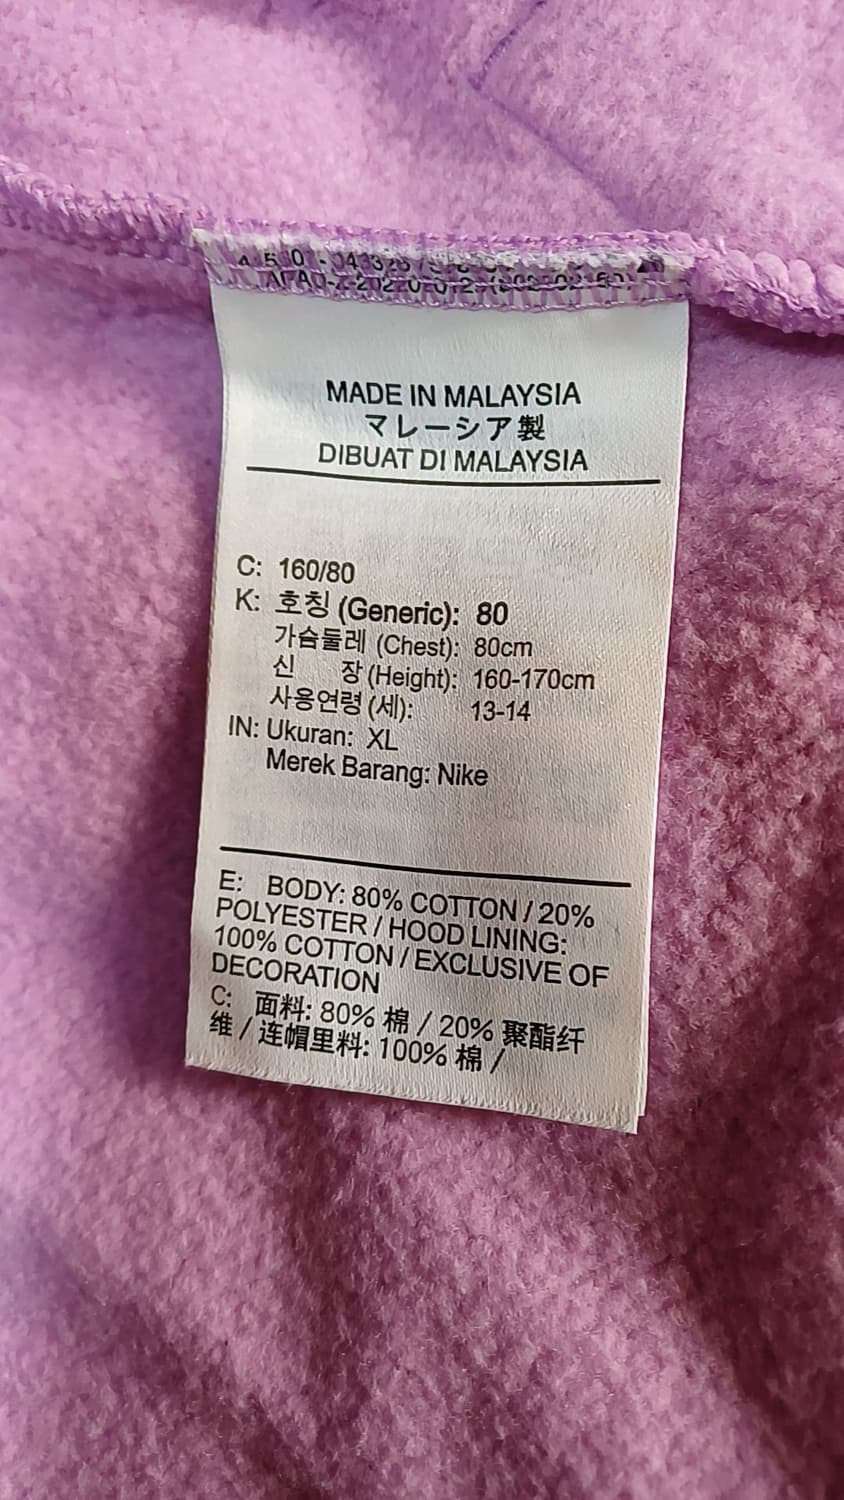 MADE IN MALAYSIA
マレーシア製
DIBUAT DI MALAYSIA
C: 160/80
K: 호칭 (Generic): 80
가슴둘레 (Chest): 80cm
신 장 (Height): 160-170cm
사용연령 (세): 13-14
IN: Ukuran: XL
Merek Barang: Nike
E: BODY: 80% COTTON / 20%
POLYESTER / HOOD LINING:
100% COTTON / EXCLUSIVE OF
DECORATION
C: 面料: 80% 棉 / 20% 聚酯纤
维 / 连帽里料: 100% 棉 /